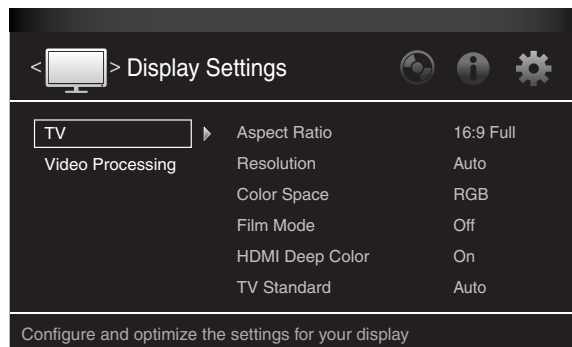 < > Display Settings
TV Aspect Ratio 16:9 Full
Video Processing Resolution Auto
Color Space RGB
Film Mode Off
HDMI Deep Color On
TV Standard Auto
Configure and optimize the settings for your display